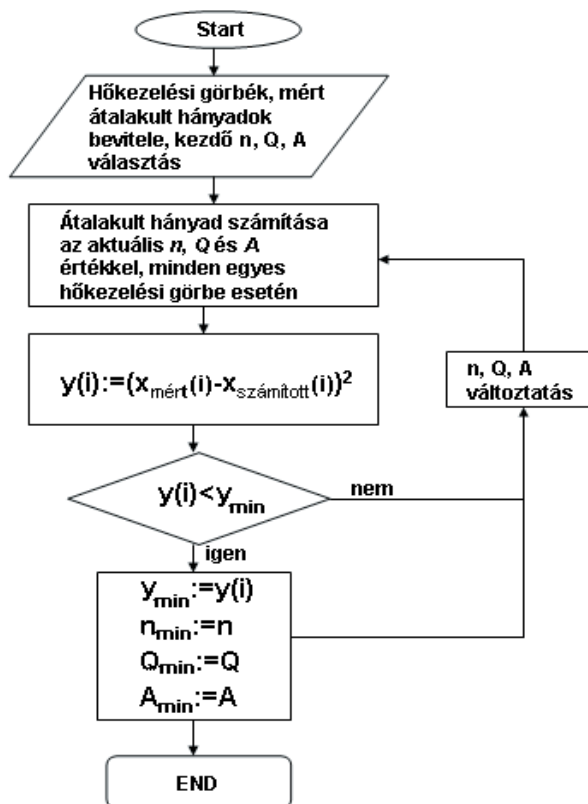 Start
Hőkezelési görbék, mért
átalakult hányadok
bevitele, kezdő n, Q, A
választás
Átalakult hányad számítása
az aktuális n, Q és A
értékkel, minden egyes
hőkezelési görbe esetén
y(i):=(xmért(i)-xszámított(i))²
n, Q, A
változtatás
y(i)<ymin
nem
igen
ymin:=y(i)
nmin:=n
Qmin:=Q
Amin:=A
END